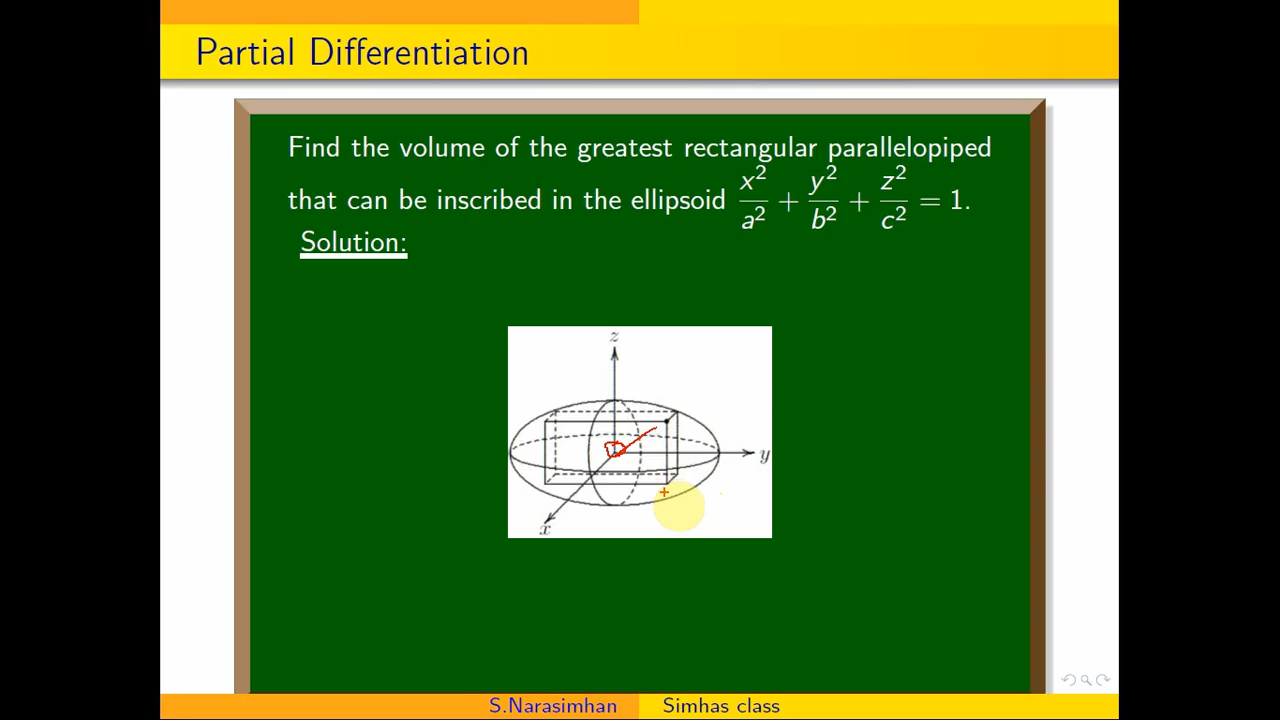 Partial Differentiation
Find the volume of the greatest rectangular parallelopiped
that can be inscribed in the ellipsoid x²/a² + y²/b² + z²/c² = 1.
Solution:
z
y
x
S.Narasimhan Simhas class